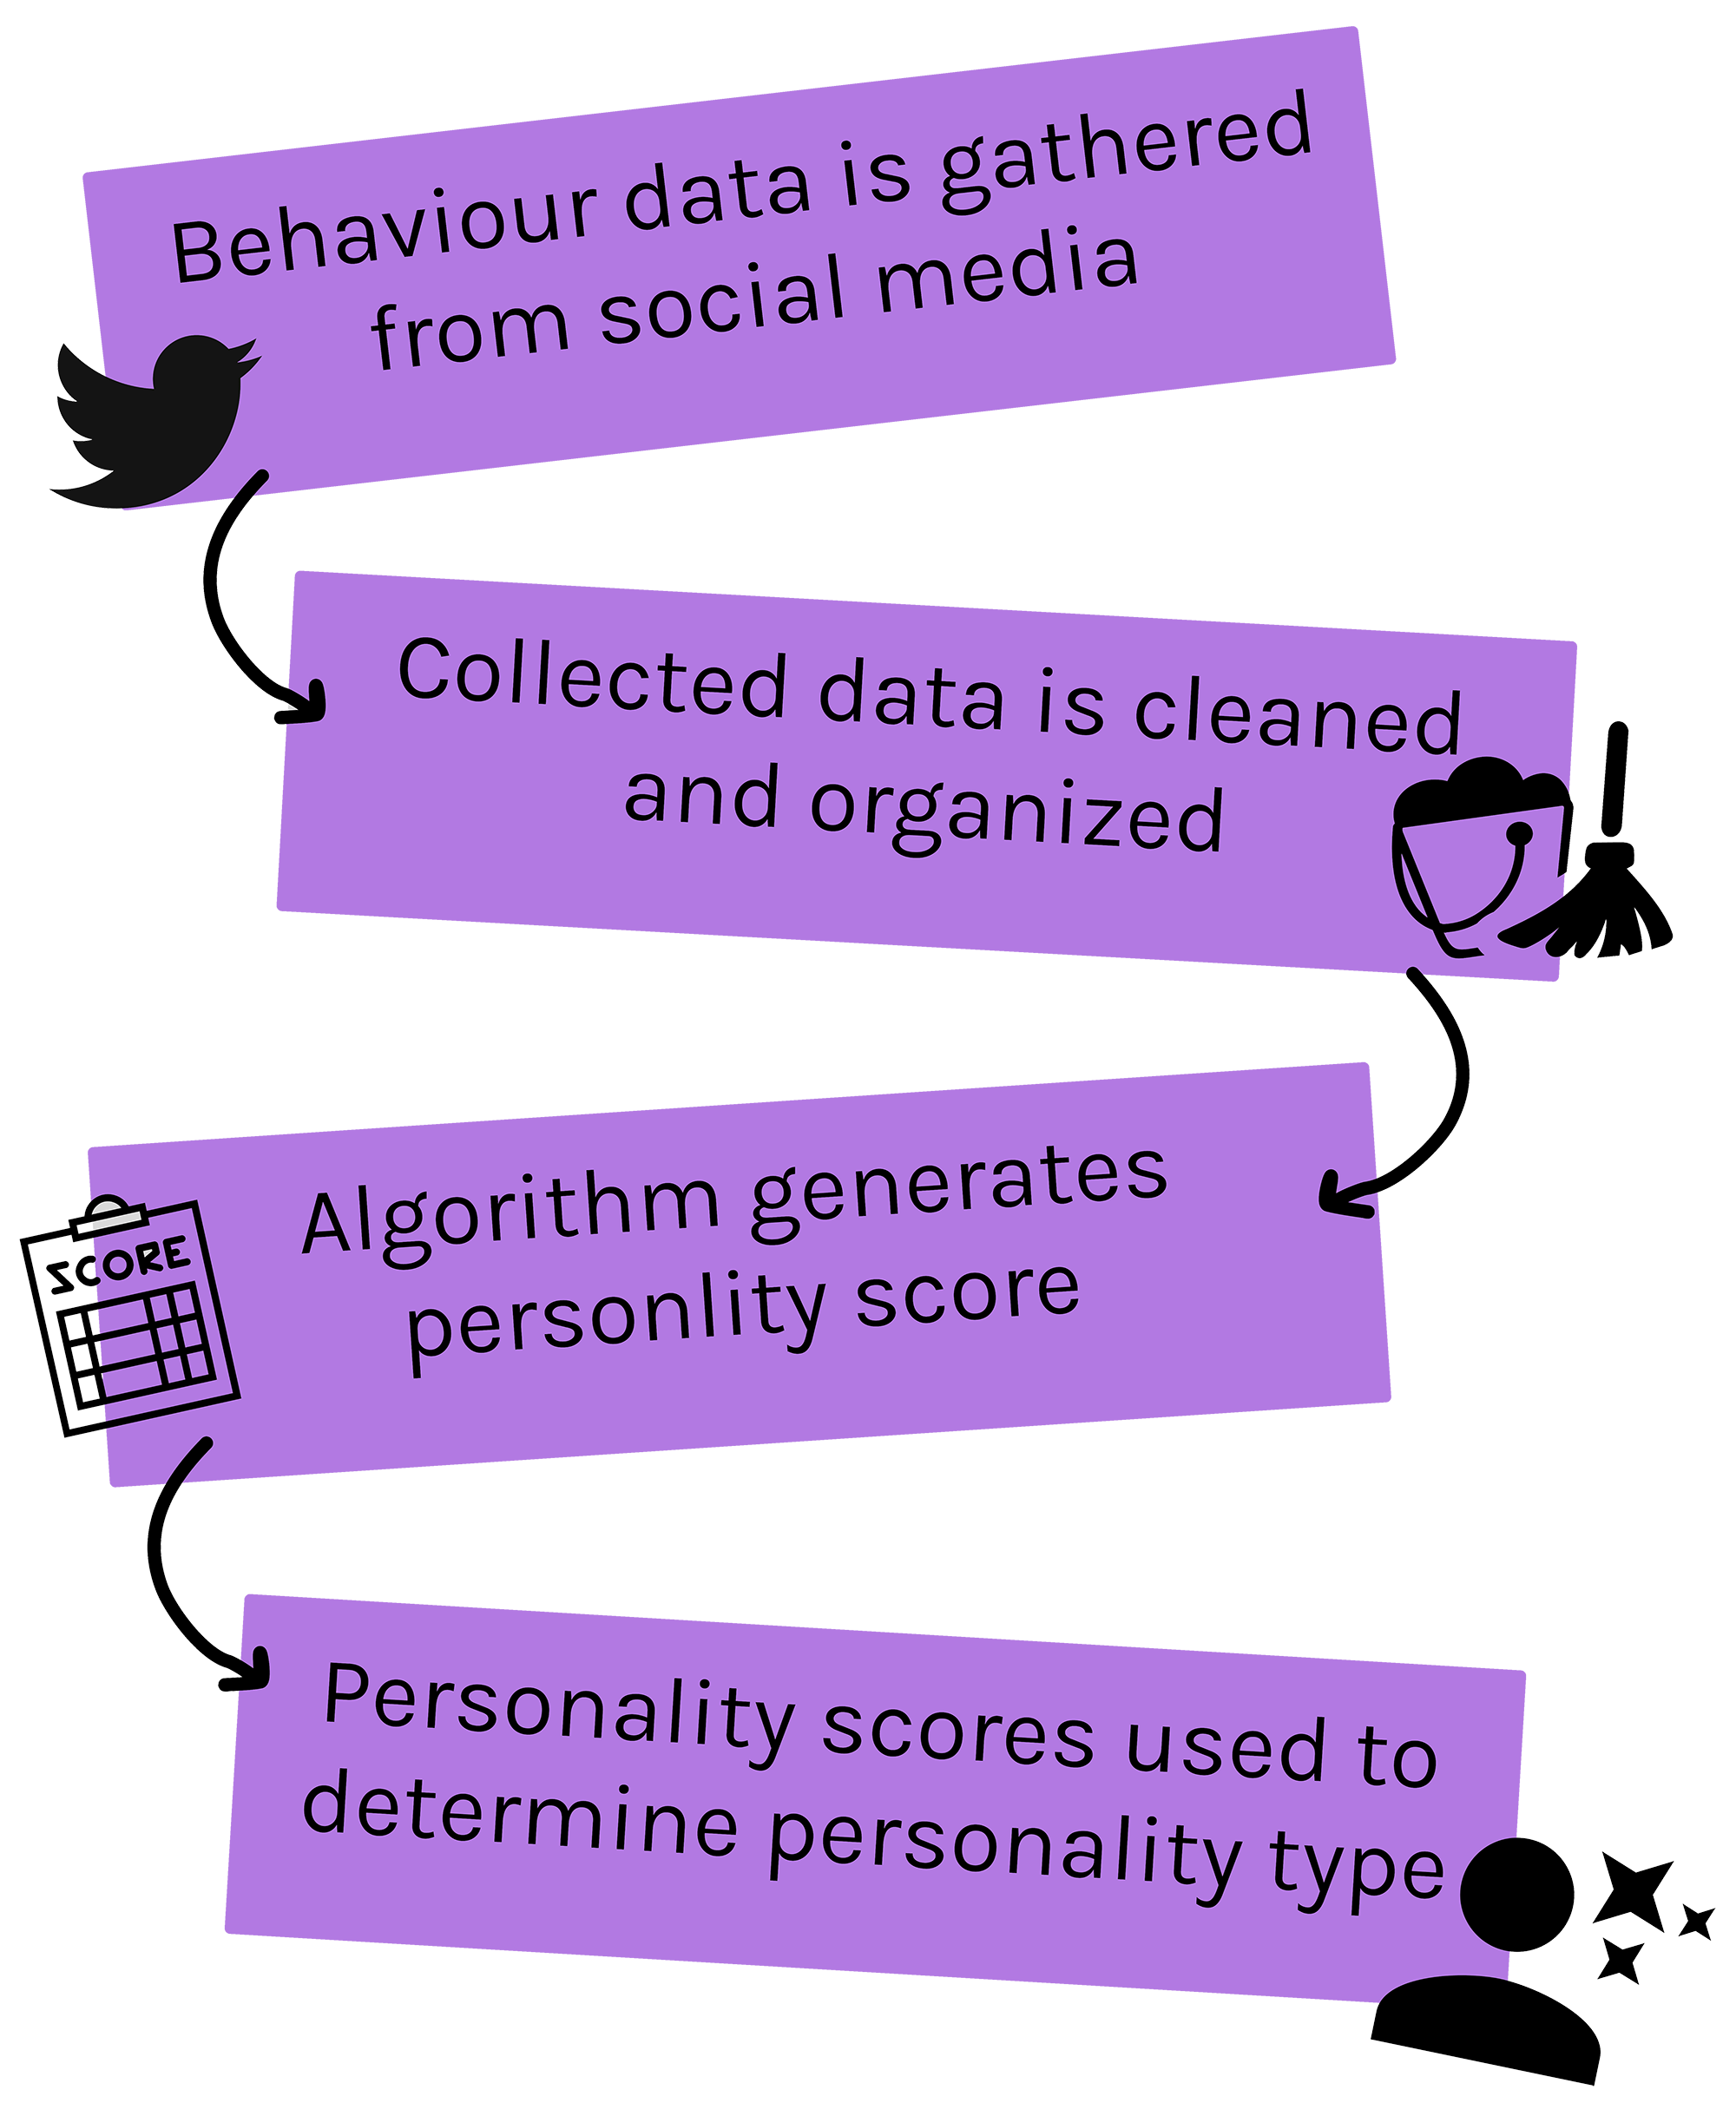 Behaviour data is gathered
from social media
Collected data is cleaned
and organized
Algorithm generates
personlity score
SCORE
Personality scores used to
determine personality type